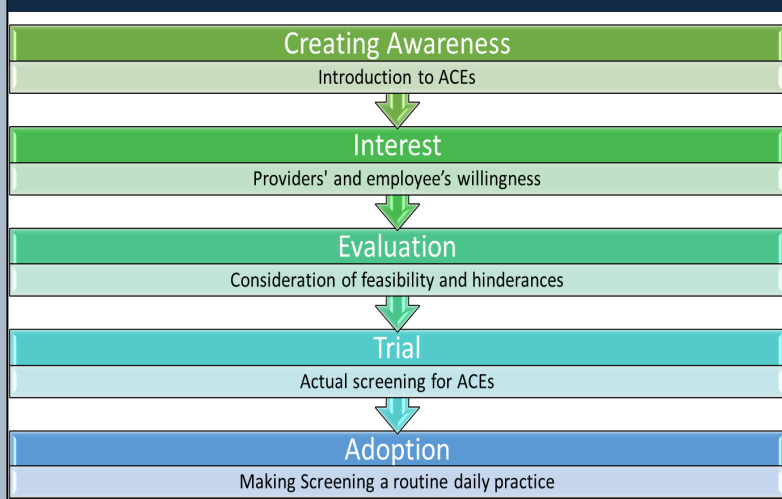 Creating Awareness
Introduction to ACEs
Interest
Providers' and employee’s willingness
Evaluation
Consideration of feasibility and hinderances
Trial
Actual screening for ACEs
Adoption
Making Screening a routine daily practice